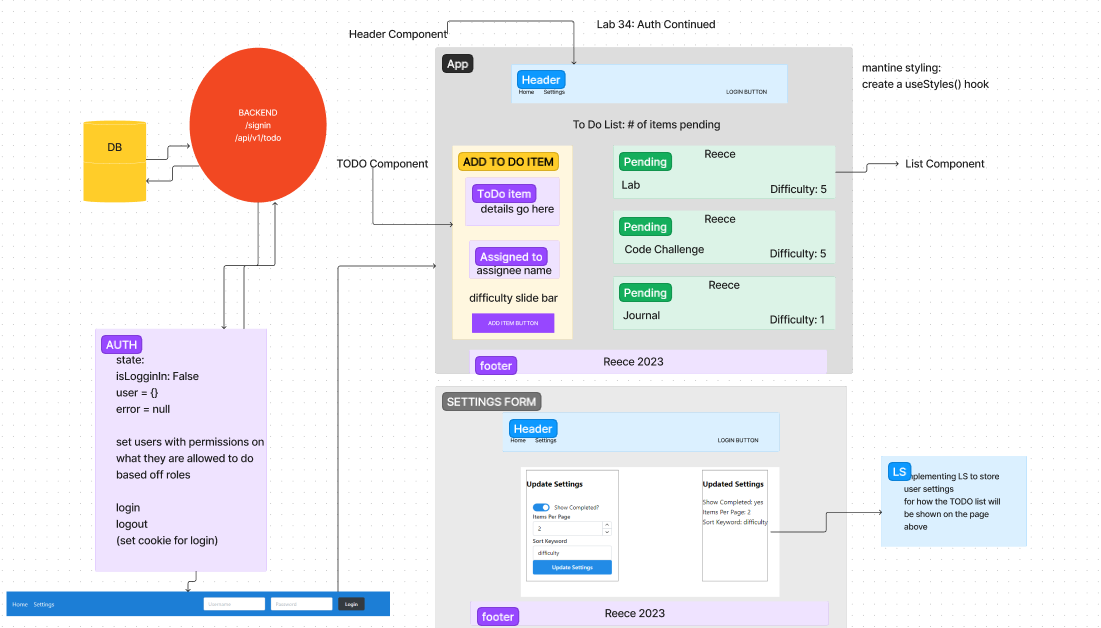 Lab 34: Auth Continued
Header Component
App
Header
Home Settings
LOGIN BUTTON
mantine styling:
create a useStyles() hook
To Do List: # of items pending
BACKEND
/signin
/api/v1/todo
DB
TODO Component
ADD TO DO ITEM
ToDo item
details go here
Assigned to
assignee name
difficulty slide bar
ADD ITEM BUTTON
Pending
Reece
Lab
Difficulty: 5
Pending
Reece
Code Challenge
Difficulty: 5
Pending
Reece
Journal
Difficulty: 1
List Component
footer
Reece 2023
AUTH
state:
isLogginIn: False
user = {}
error = null
set users with permissions on
what they are allowed to do
based off roles
login
logout
(set cookie for login)
Home Settings
Username
Password
Login
SETTINGS FORM
Header
Home Settings
LOGIN BUTTON
Update Settings
Show Completed?
Items Per Page
2
Sort Keyword
difficulty
Update Settings
Updated Settings
Show Completed: yes
Items Per Page: 2
Sort Keyword: difficulty
LS
mplementing LS to store
user settings
for how the TODO list will
be shown on the page
above
footer
Reece 2023